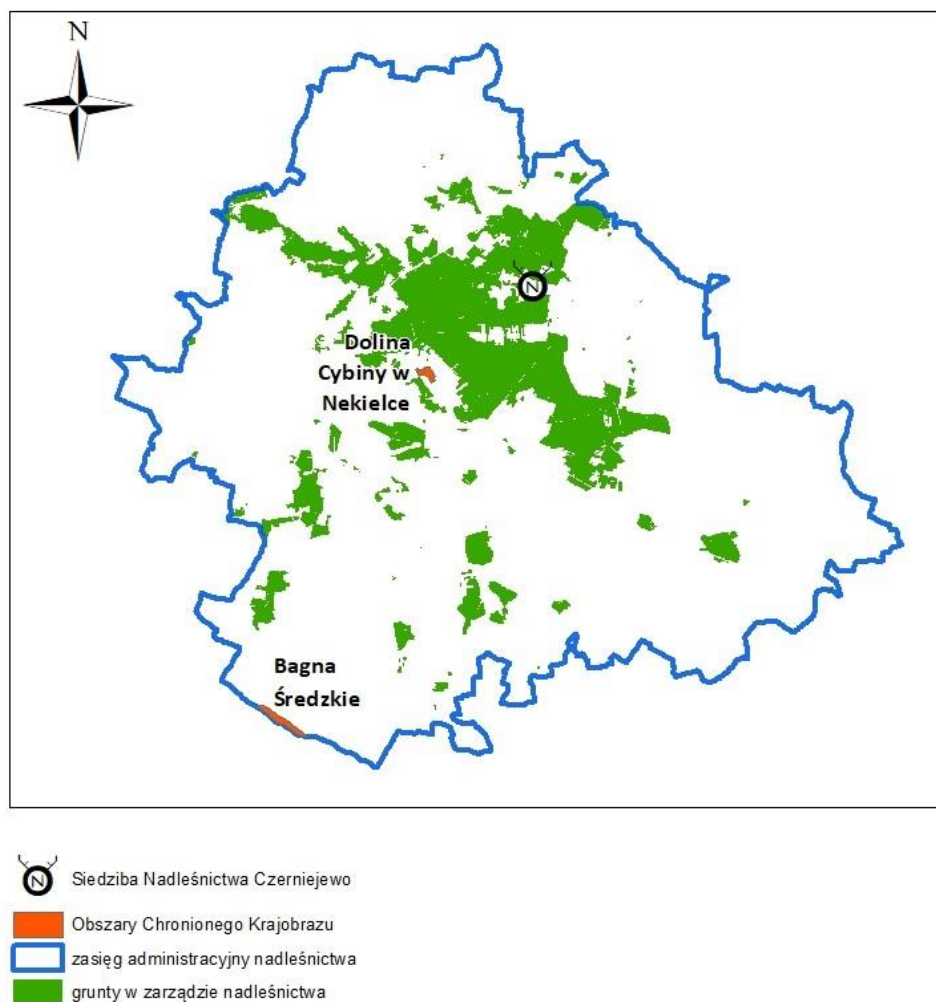 N
N
Dolina
Cybiny w
Nekielce
Bagna
Średzkie
N
Siedziba Nadleśnictwa Czerniejewo
Obszary Chronionego Krajobrazu
zasięg administracyjny nadleśnictwa
grunty w zarządzie nadleśnictwa